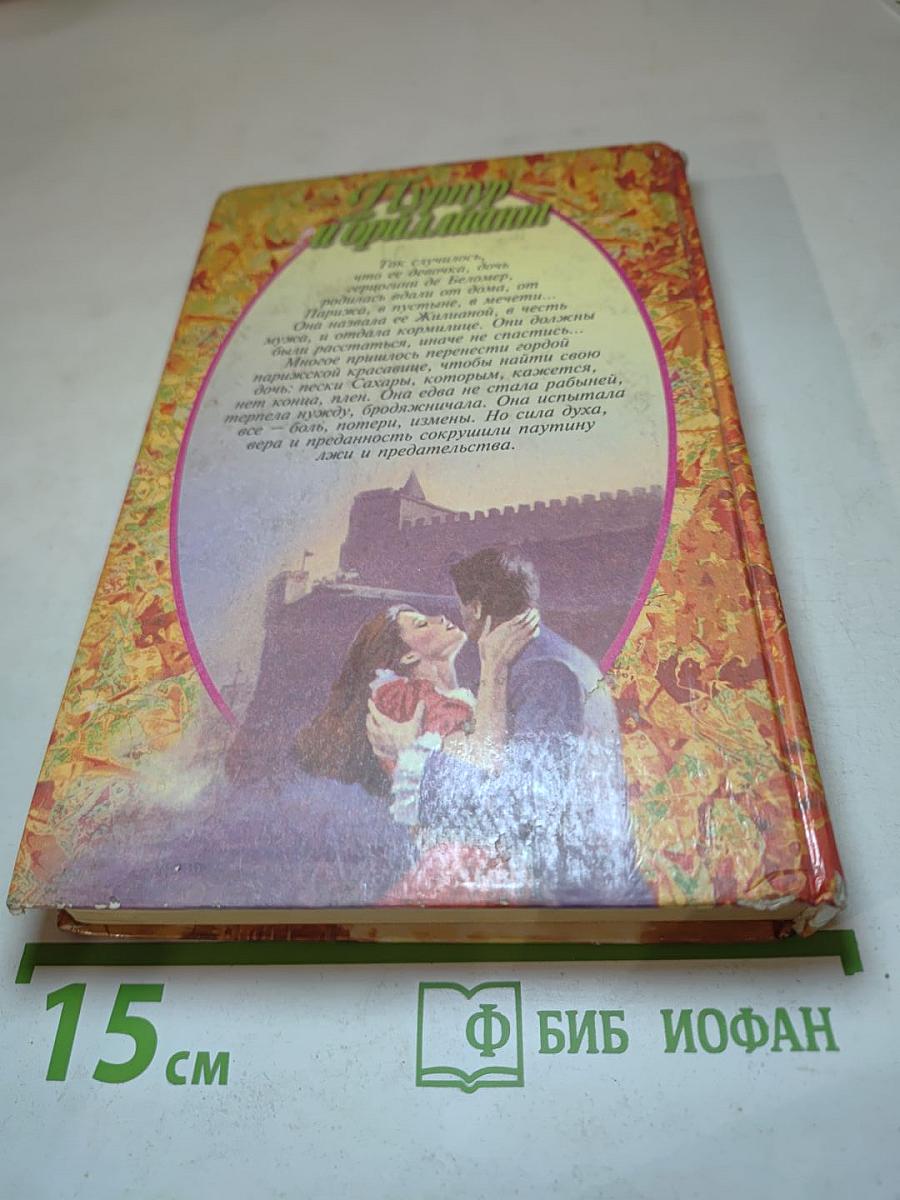 Пурпур
и бриллианты
Так случилось,
что ее девочка, дочь
герцогини де Беломер,
родилась вдали от дома, от
Парижа, в пустыне, в мечети...
Она назвала ее Жилианой, в честь
мужа, и отдала кормилице. Они должны
были расстаться, иначе не спастись...
Многое пришлось перенести гордой
парижской красавице, чтобы найти свою
дочь: пески Сахары, которым, кажется,
нет конца, плен. Она едва не стала рабыней,
терпела нужду, бродяжничала. Она испытала
все — боль, потери, измены. Но сила духа,
вера и преданность сокрушили паутину
лжи и предательства.
15 см
Ф БИБ ИОФАН